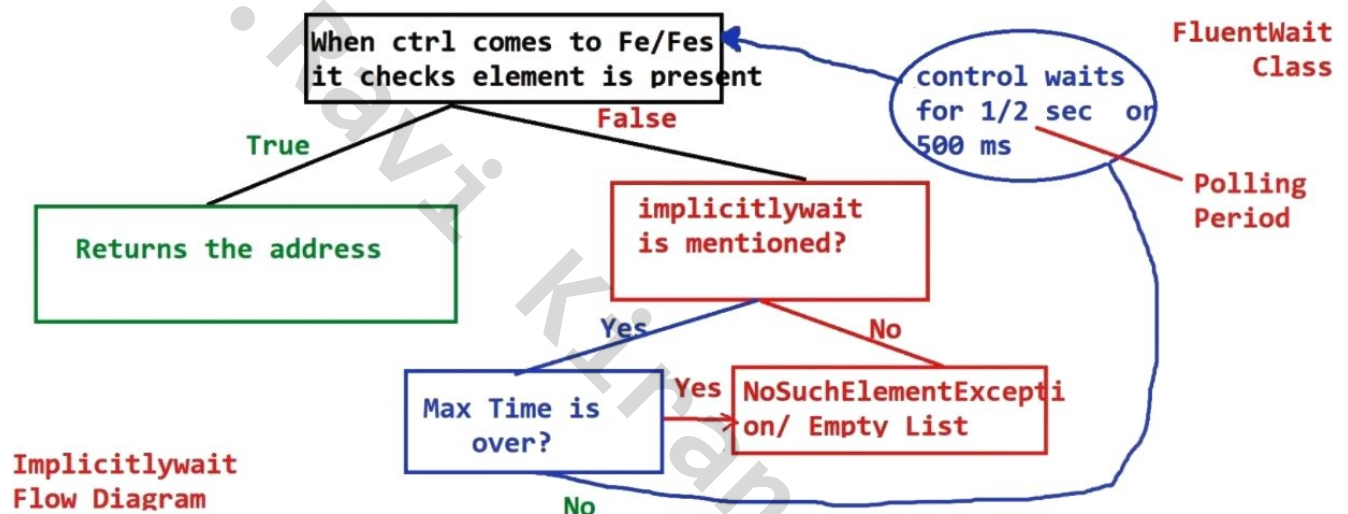 When ctrl comes to Fe/Fes
it checks element is present
FluentWait
Class
control waits
for 1/2 sec or
500 ms
True
False
Polling
Period
Returns the address
implicitlywait
is mentioned?
Yes
No
Max Time is
over?
Yes
NoSuchElementExcepti
on/ Empty List
Implicitlywait
Flow Diagram
No
. Ravi Kiran